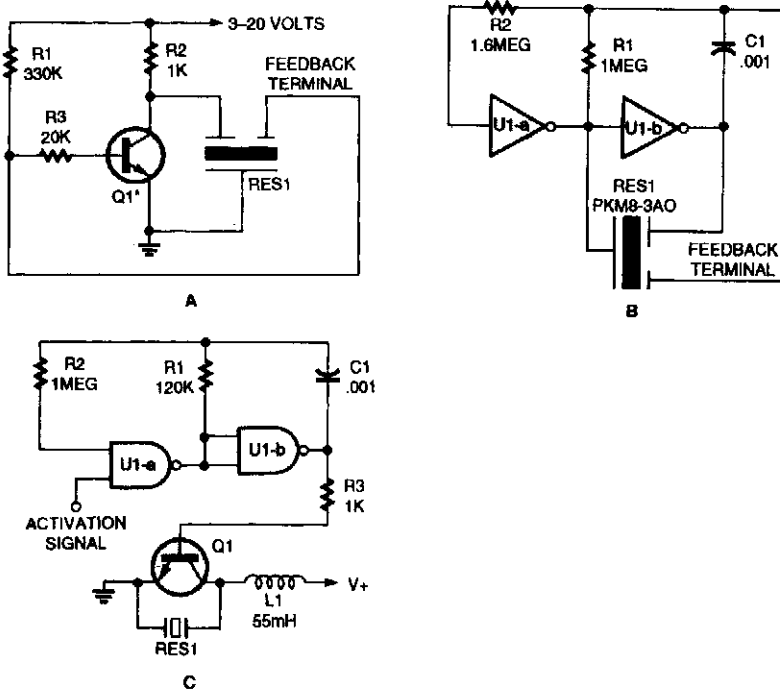 3–20 VOLTS
R1
330K
R2
1K
FEEDBACK
TERMINAL
R3
20K
RES1
Q1*
A
R2
1.6MEG
R1
1MEG
C1
.001
U1-a
U1-b
RES1
PKM8-3AO
FEEDBACK
TERMINAL
B
R2
1MEG
R1
120K
C1
.001
U1-a
U1-b
R3
1K
ACTIVATION
SIGNAL
Q1
V+
L1
55mH
RES1
C